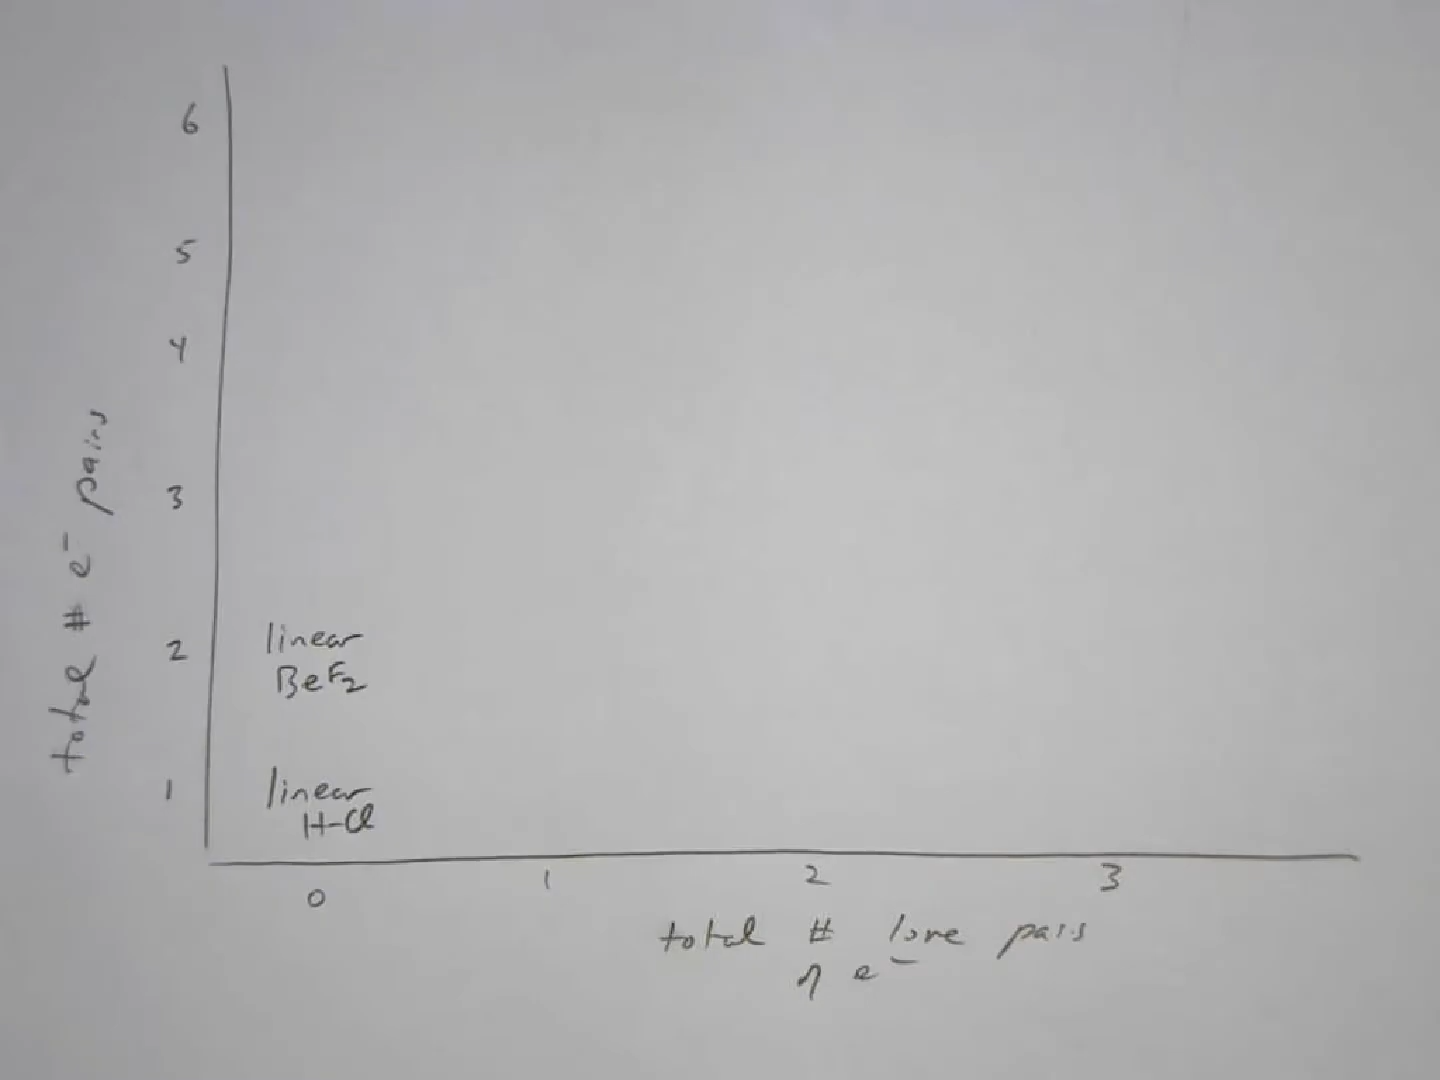 6
5
4
3
2
1
total # e⁻ pairs
linear
BeF₂
linear
H-Cl
0 1 2 3
total # lone pairs
of e⁻